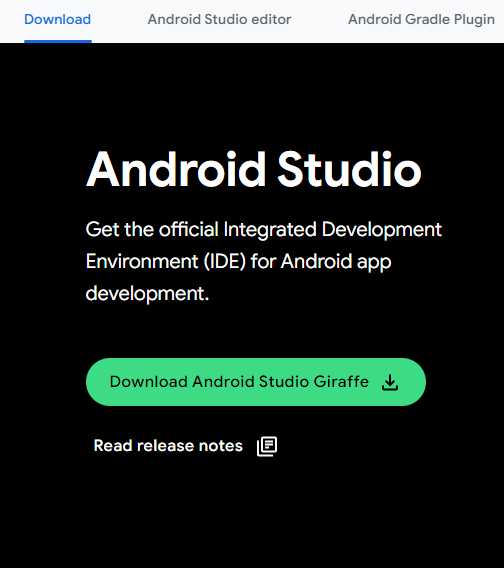 Download Android Studio editor Android Gradle Plugin
Android Studio
Get the official Integrated Development
Environment (IDE) for Android app
development.
Download Android Studio Giraffe
Read release notes